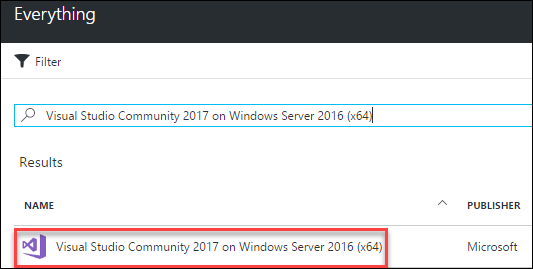 Everything
Filter
Visual Studio Community 2017 on Windows Server 2016 (x64)
Results
NAME PUBLISHER
Visual Studio Community 2017 on Windows Server 2016 (x64) Microsoft